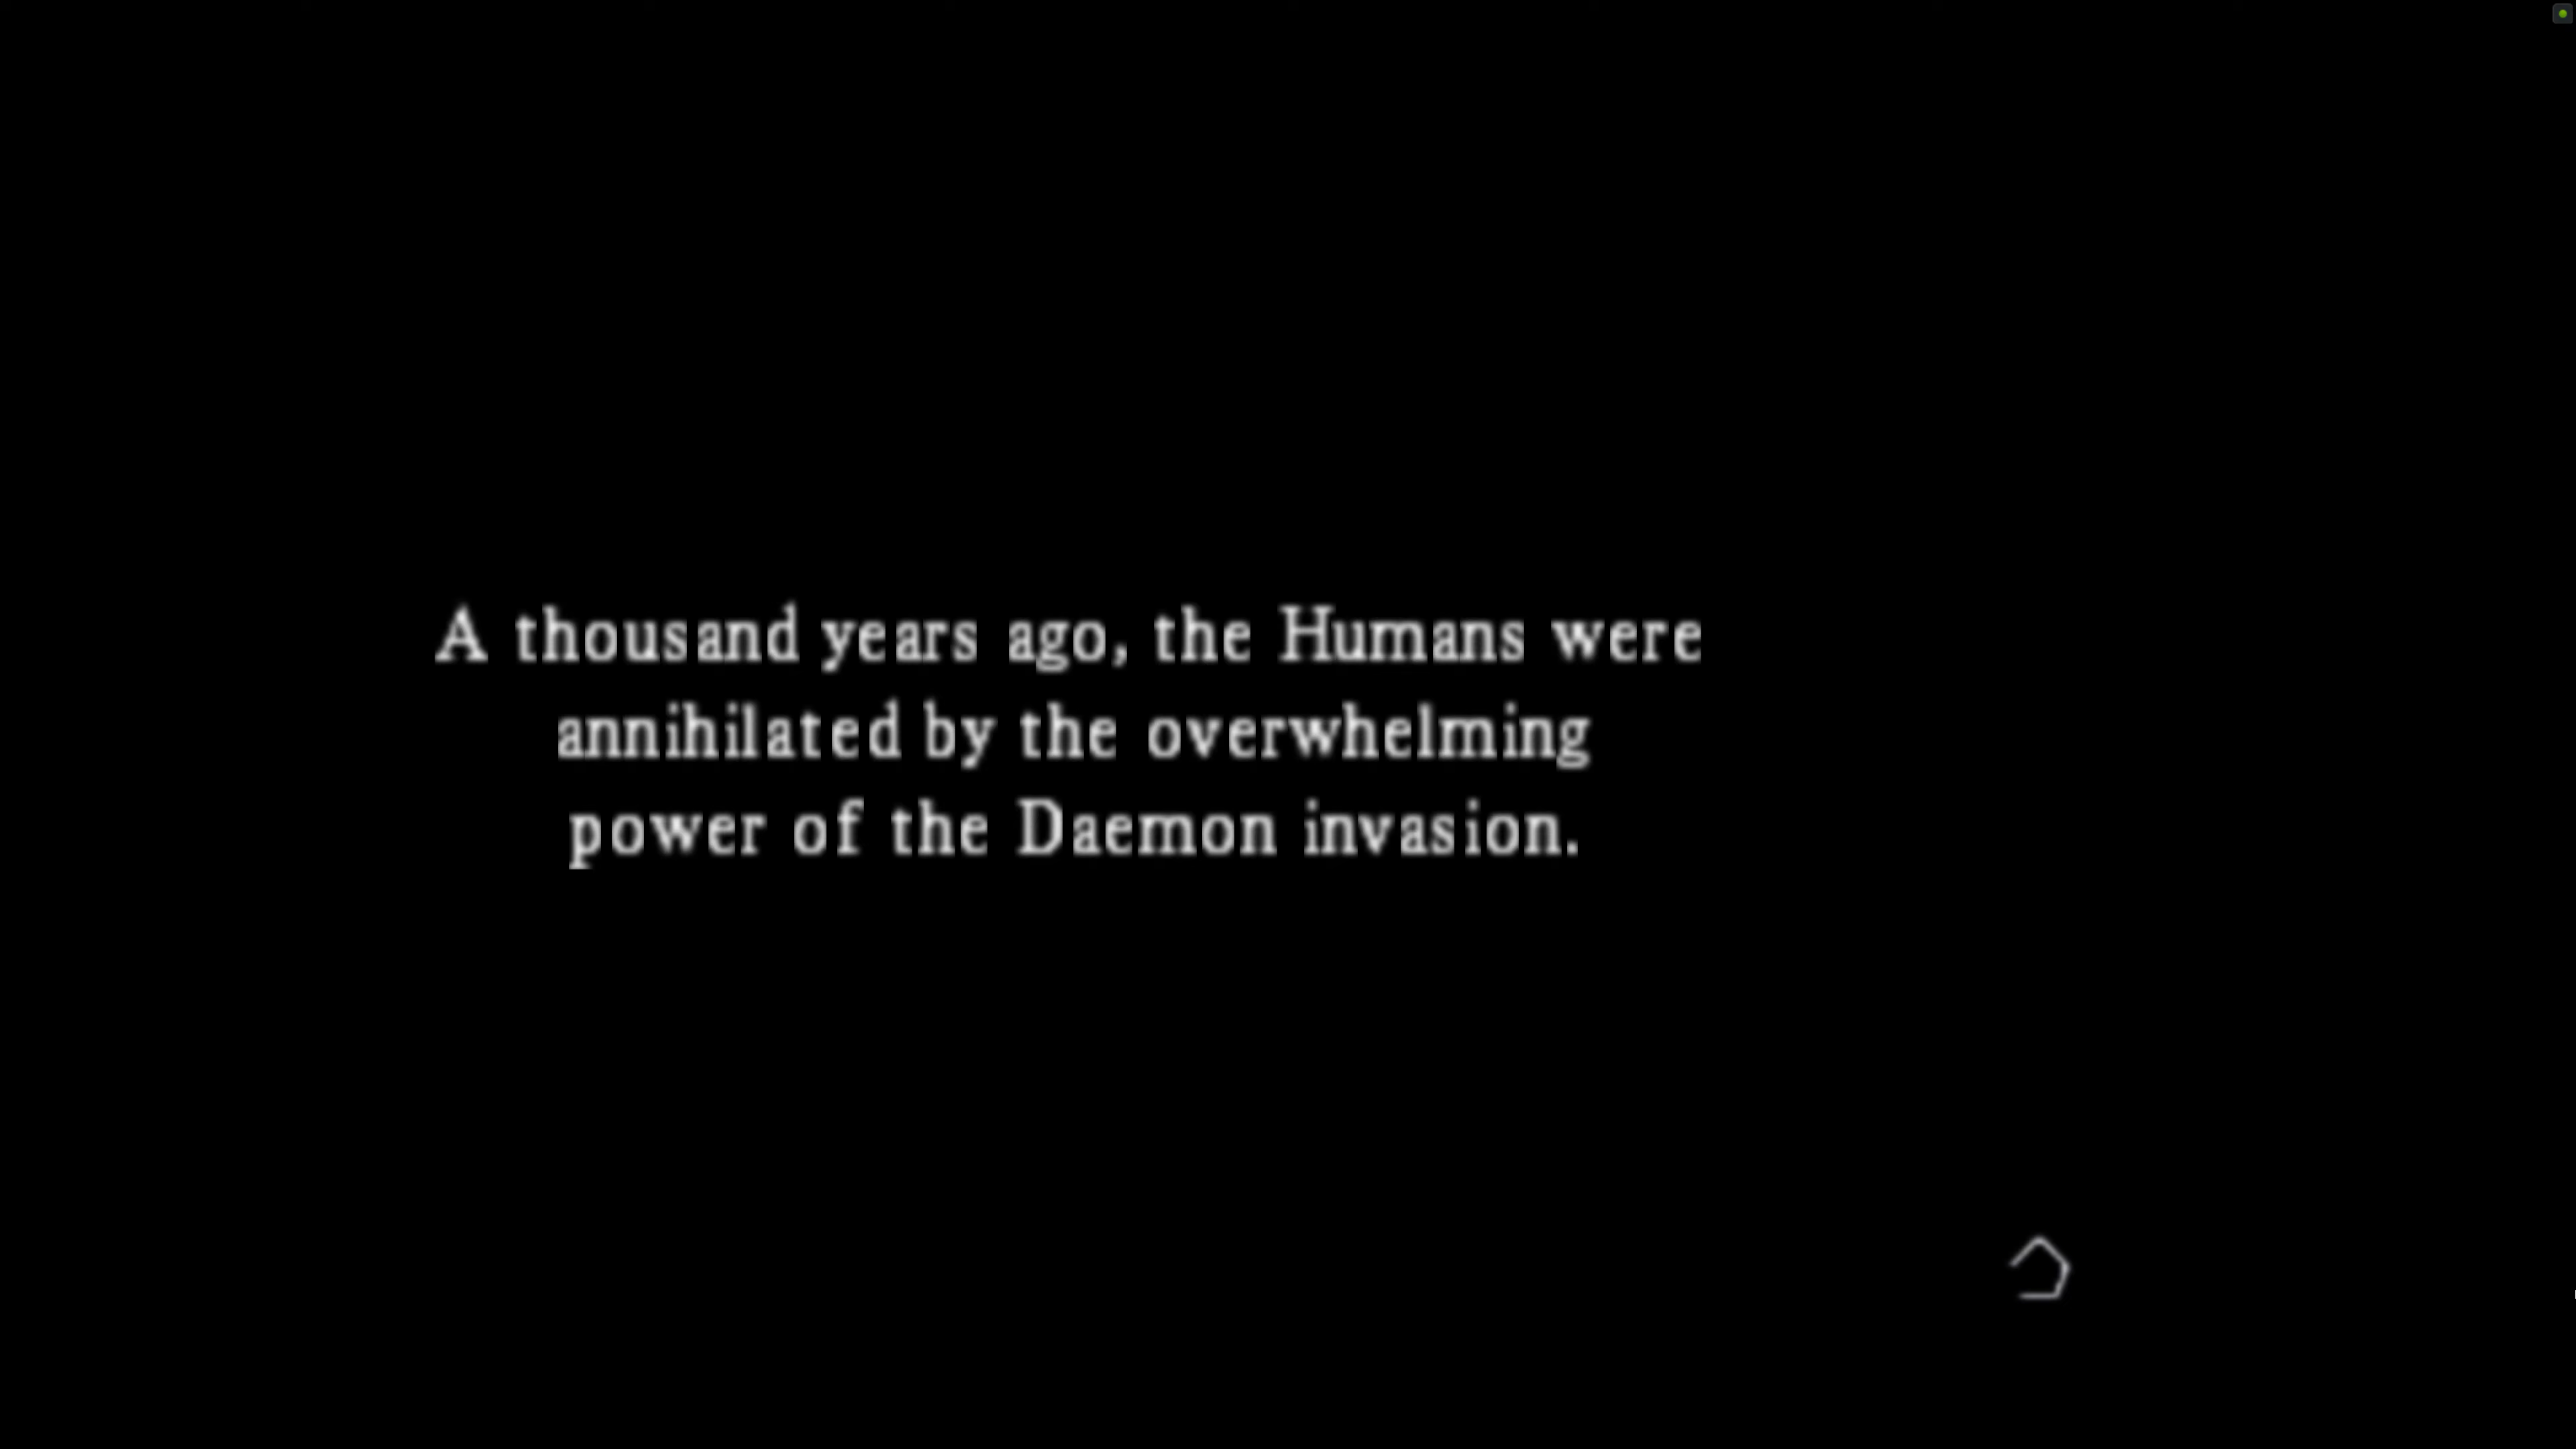 A thousand years ago, the Humans were
annihilated by the overwhelming
power of the Daemon invasion.